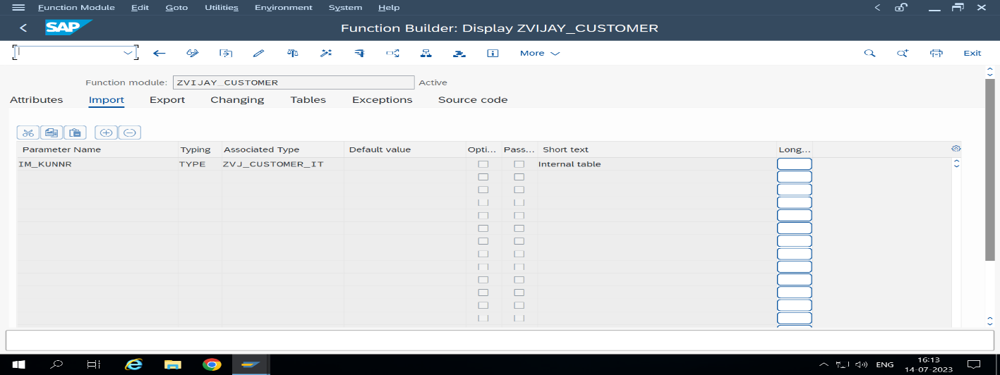 Function Module Edit Goto Utilities Environment System Help
SAP Function Builder: Display ZVIJAY_CUSTOMER
More Exit
Function module: ZVIJAY_CUSTOMER Active
Attributes Import Export Changing Tables Exceptions Source code
Parameter Name Typing Associated Type Default value Opti... Pass... Short text Long...
IM_KUNNR TYPE ZVJ_CUSTOMER_IT Internal table
ENG 16:13
14-07-2023